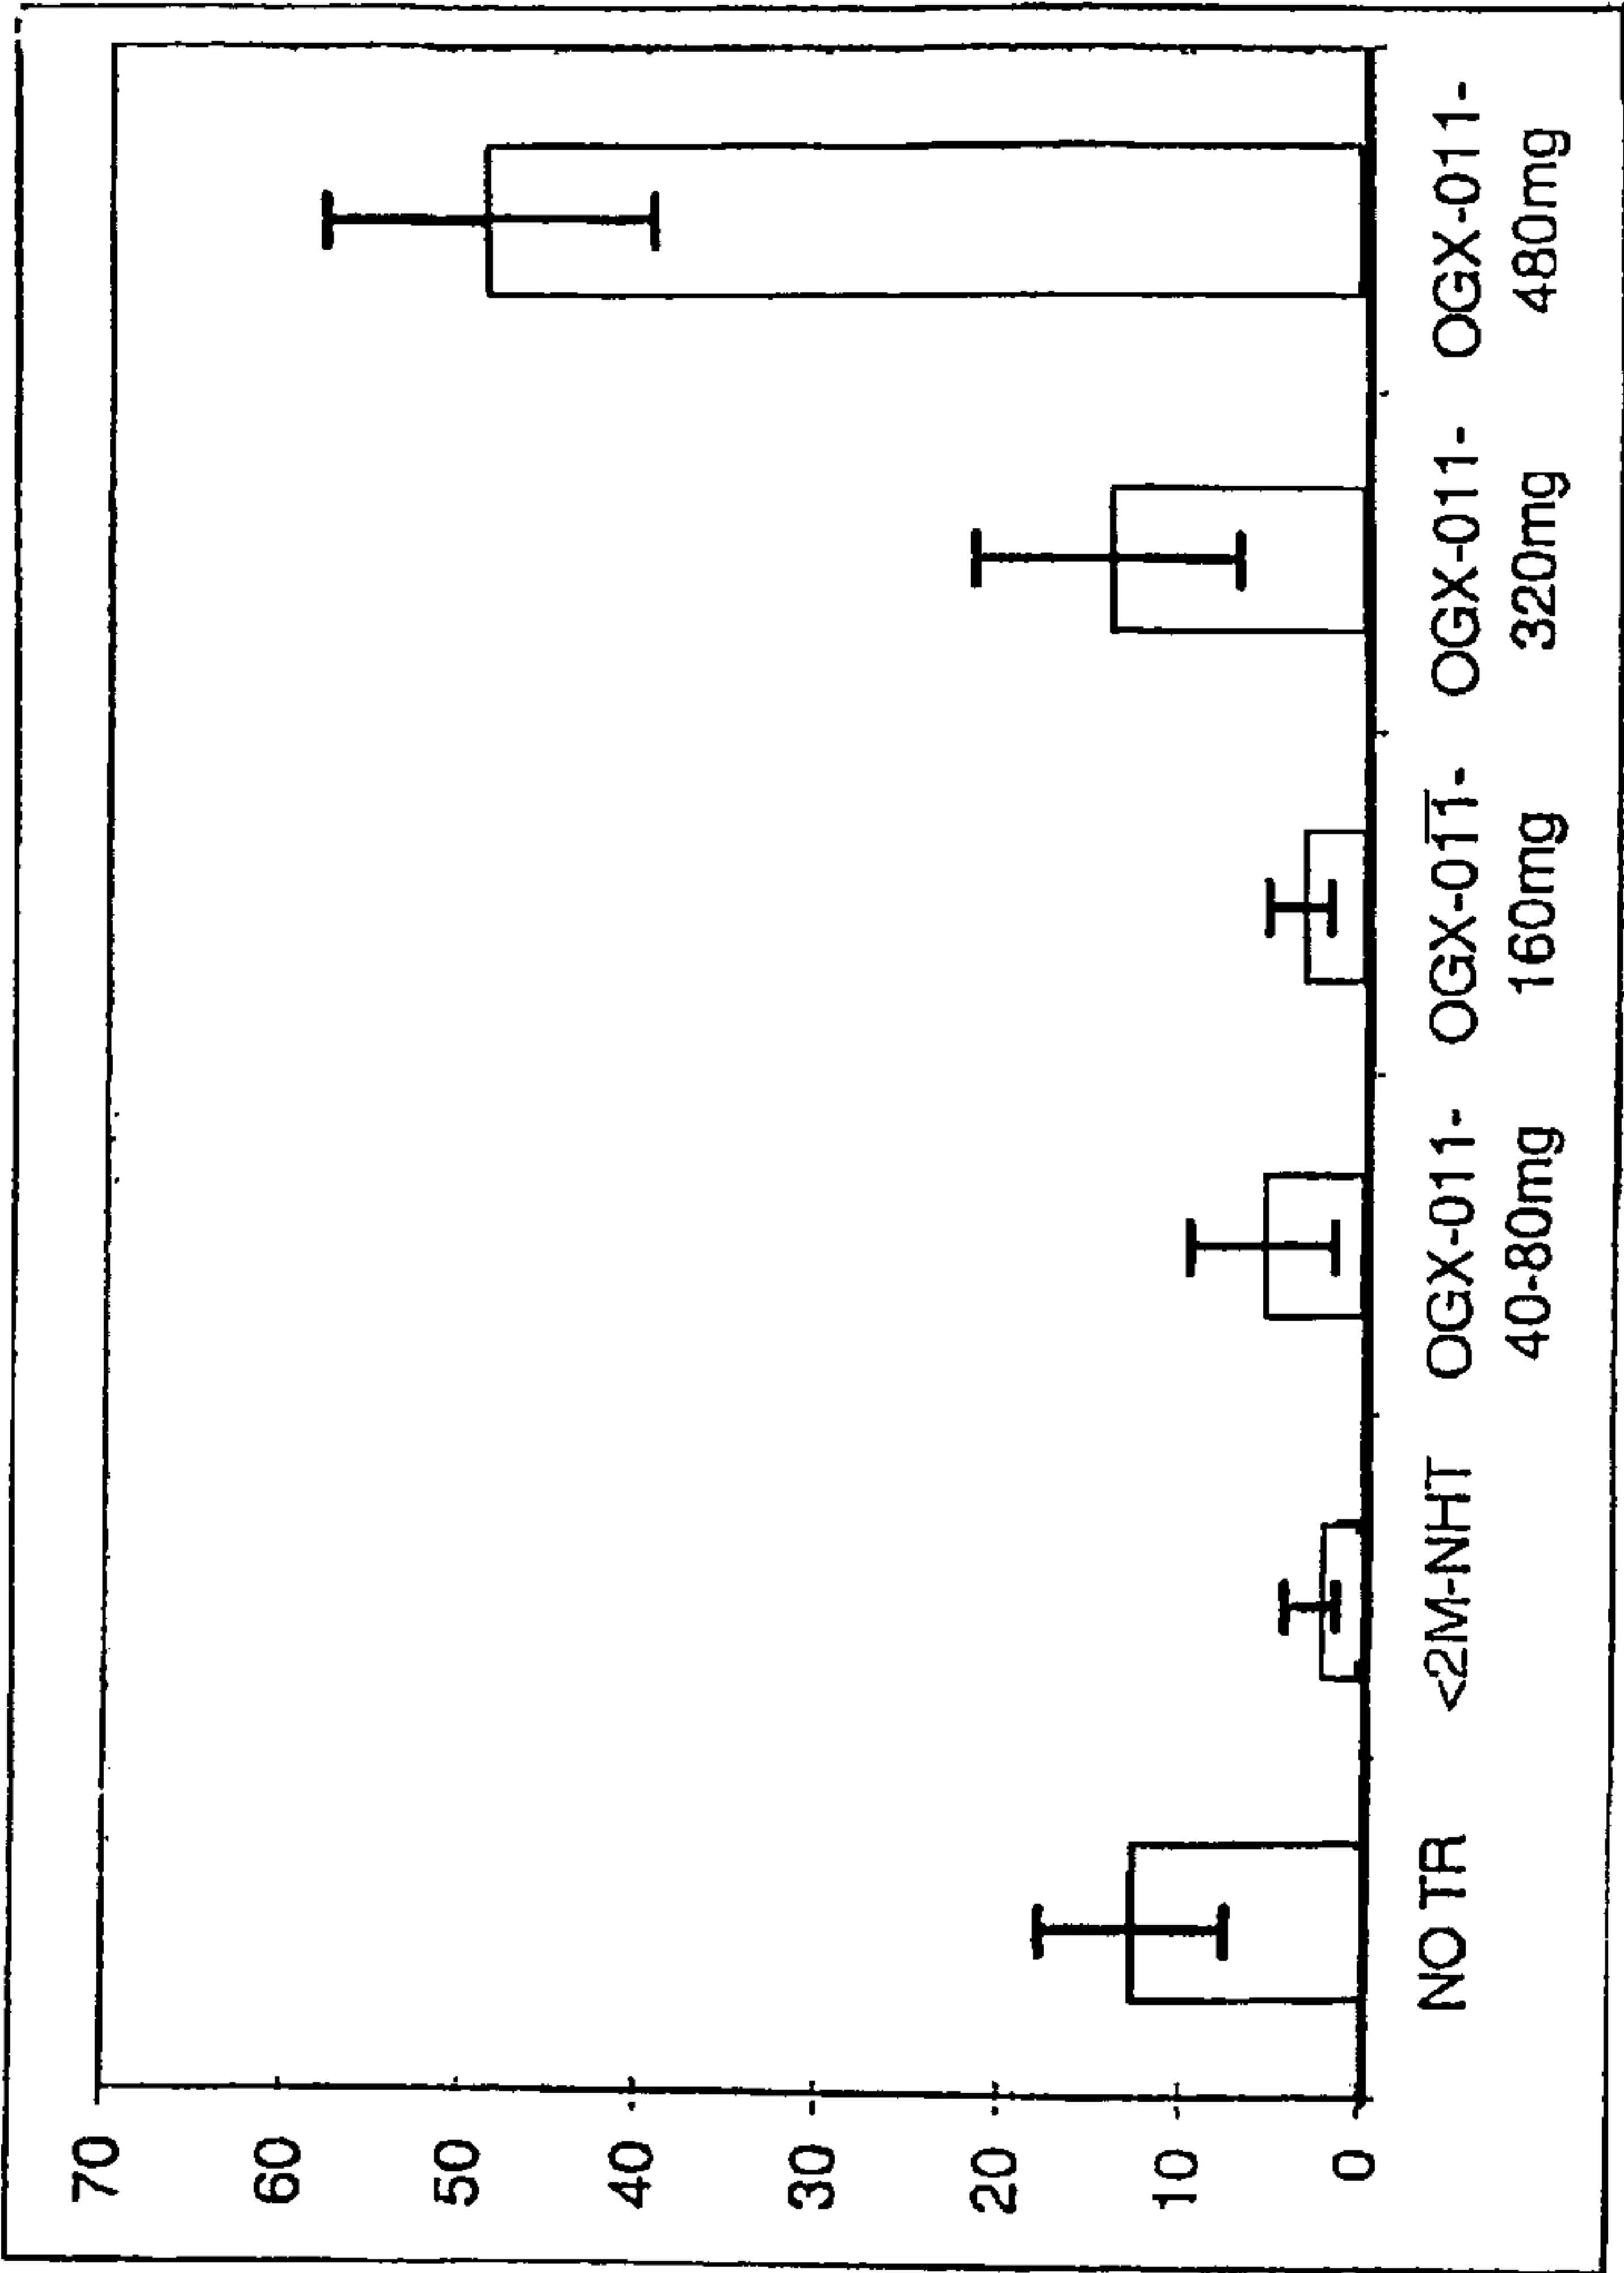 70
60
50
40
30
20
10
0
NO TR
<2M-NHT
OGX-011-
40-80mg
OGX-011-
160mg
OGX-011-
320mg
OGX-011-
480mg